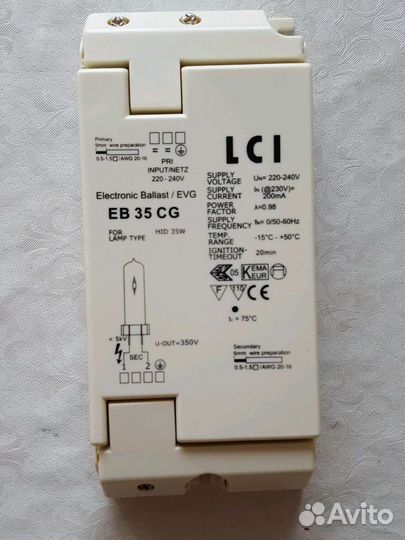 Primary
9mm wire preparation
0.5-1.5□/AWG 20-16
PRI
INPUT/NETZ
220-240V
Electronic Ballast / EVG
EB 35 CG
FOR
LAMP TYPE
HID 35W
< 5kV
SEC
1 2
U-OUT=350V
LCI
SUPPLY VOLTAGE UN= 220-240V
SUPPLY CURRENT IN (@230V)= 200mA
POWER FACTOR λ=0.98
SUPPLY FREQUENCY fN= 0/50-60Hz
TEMP. RANGE -15°C - +50°C
IGNITION-TIMEOUT 20min
05
KEMA
KEUR
F
110
CE
tc = 75°C
Secondary
6mm wire preparation
0.5-1.5□/AWG 20-16
Avito